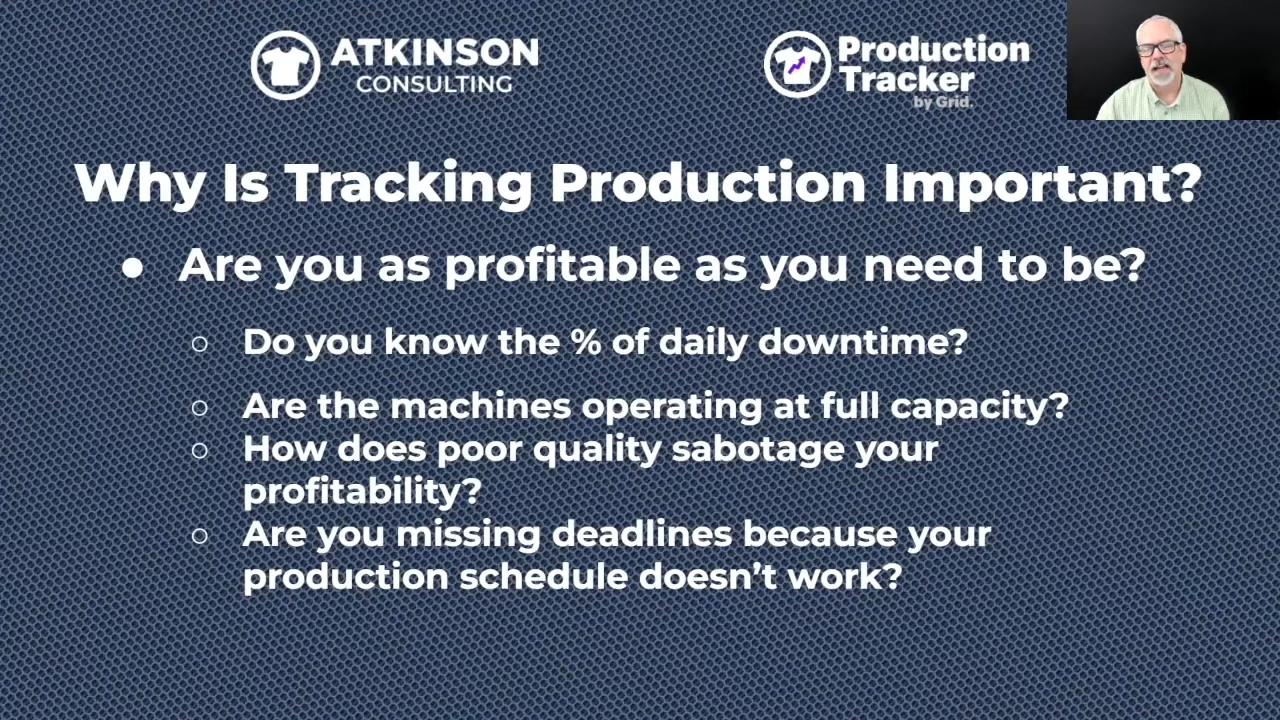 ATKINSON
CONSULTING
Production
Tracker
by Grid.
Why Is Tracking Production Important?
● Are you as profitable as you need to be?
○ Do you know the % of daily downtime?
○ Are the machines operating at full capacity?
○ How does poor quality sabotage your
profitability?
○ Are you missing deadlines because your
production schedule doesn’t work?